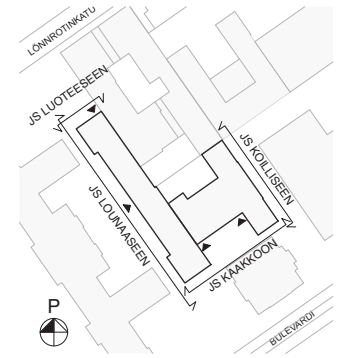 LÖNNROTINKATU
JS LUOTEESEEN
JS KOILLISEEN
JS LOUNAASEEN
JS KAAKKOON
P
BULEVARDI